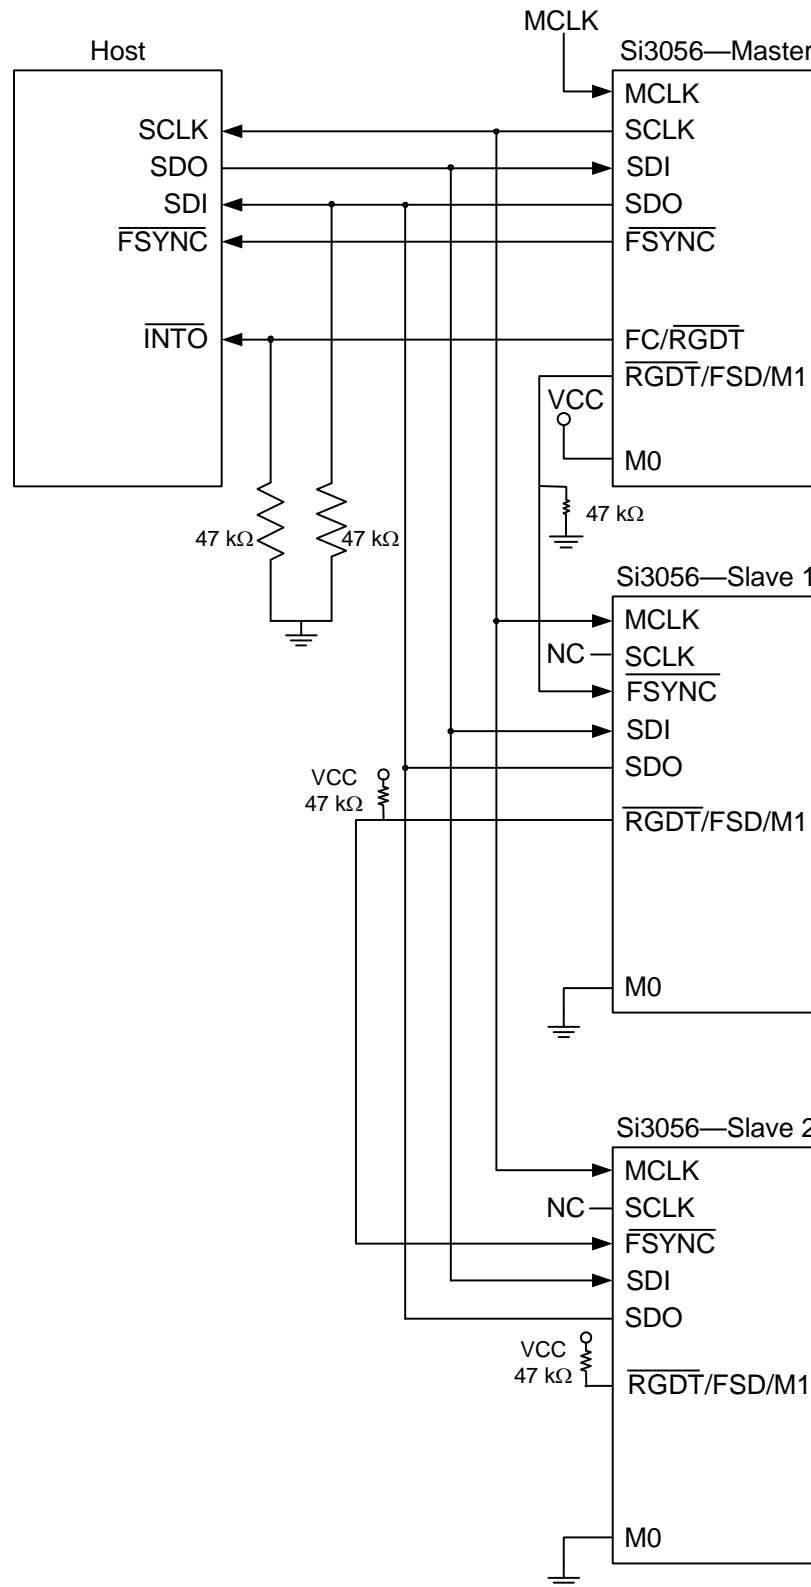 MCLK
Host
Si3056—Master
MCLK
SCLK
SCLK
SDO
SDI
SDI
SDO
FSYNC
FSYNC
INTO
FC/RGDT
RGDT/FSD/M1
VCC
M0
47 kΩ
47 kΩ
47 kΩ
Si3056—Slave 1
MCLK
NC
SCLK
FSYNC
SDI
SDO
VCC
47 kΩ
RGDT/FSD/M1
M0
Si3056—Slave 2
MCLK
NC
SCLK
FSYNC
SDI
SDO
VCC
47 kΩ
RGDT/FSD/M1
M0